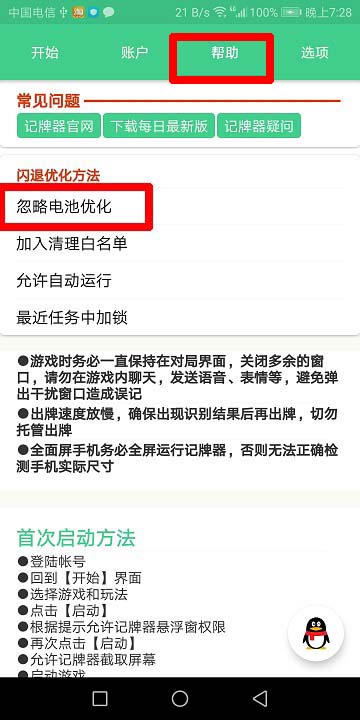 中国电信 21 B/s 4G 100% 晚上7:28
开始 账户 帮助 选项
常见问题
记牌器官网 下载每日最新版 记牌器疑问
闪退优化方法
忽略电池优化
加入清理白名单
允许自动运行
最近任务中加锁
●游戏时务必一直保持在对局界面，关闭多余的窗
口，请勿在游戏内聊天，发送语音、表情等，避免弹
出干扰窗口造成误记
●出牌速度放慢，确保出现识别结果后再出牌，切勿
托管出牌
●全面屏手机务必全屏运行记牌器，否则无法正确检
测手机实际尺寸
首次启动方法
●登陆帐号
●回到【开始】界面
●选择游戏和玩法
●点击【启动】
●根据提示允许记牌器悬浮窗权限
●再次点击【启动】
●允许记牌器截取屏幕
●启动游戏